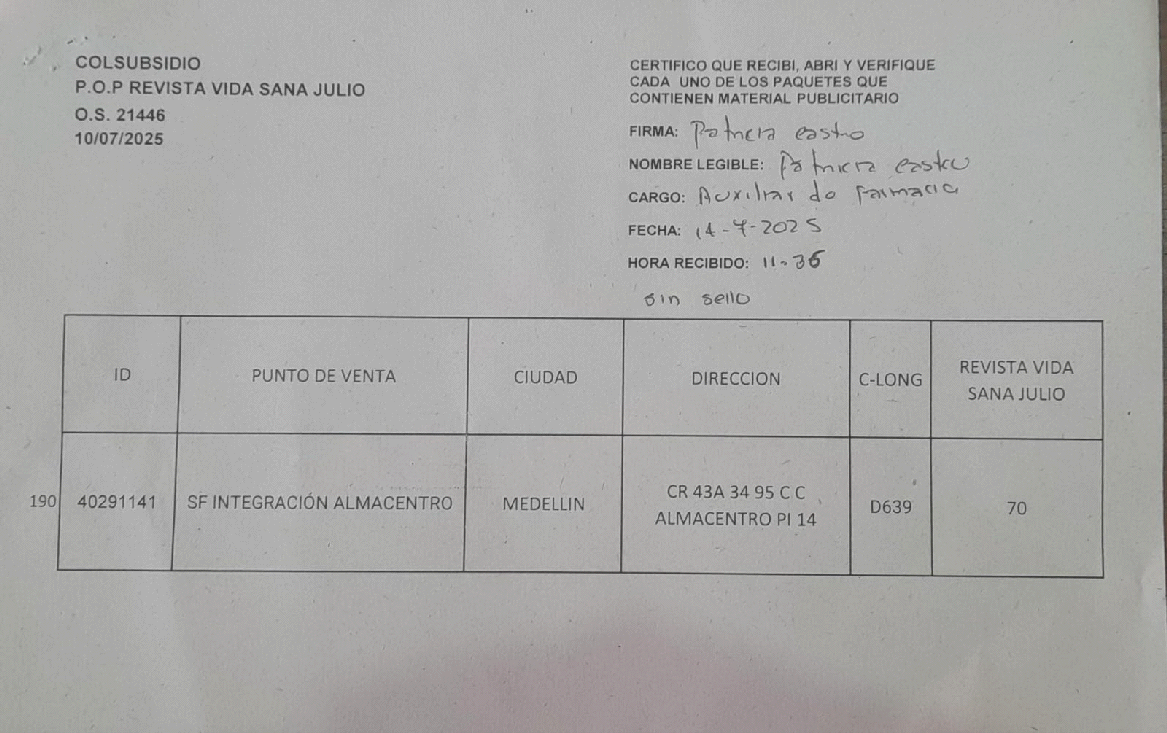 COLSUBSIDIO
P.O.P REVISTA VIDA SANA JULIO
O.S. 21446
10/07/2025
CERTIFICO QUE RECIBI, ABRI Y VERIFIQUE
CADA UNO DE LOS PAQUETES QUE
CONTIENEN MATERIAL PUBLICITARIO
FIRMA: Patricia castro
NOMBRE LEGIBLE: Patricia castro
CARGO: Auxiliar de Farmacia
FECHA: 14-7-2025
HORA RECIBIDO: 11-36
sin sello
ID PUNTO DE VENTA CIUDAD DIRECCION C-LONG REVISTA VIDA
SANA JULIO
190 40291141 SF INTEGRACIÓN ALMACENTRO MEDELLIN CR 43A 34 95 C C
ALMACENTRO PI 14 D639 70